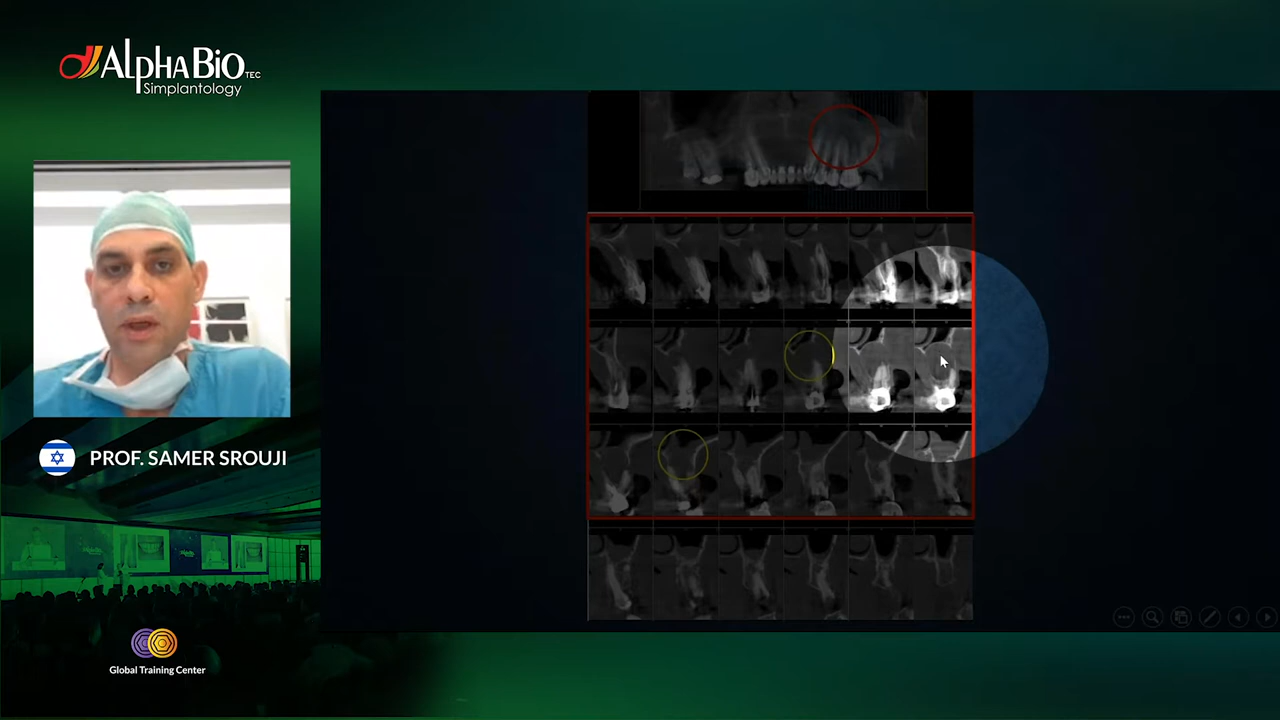 AlphaBio TEC
Simplantology
PROF. SAMER SROUJI
Global Training Center